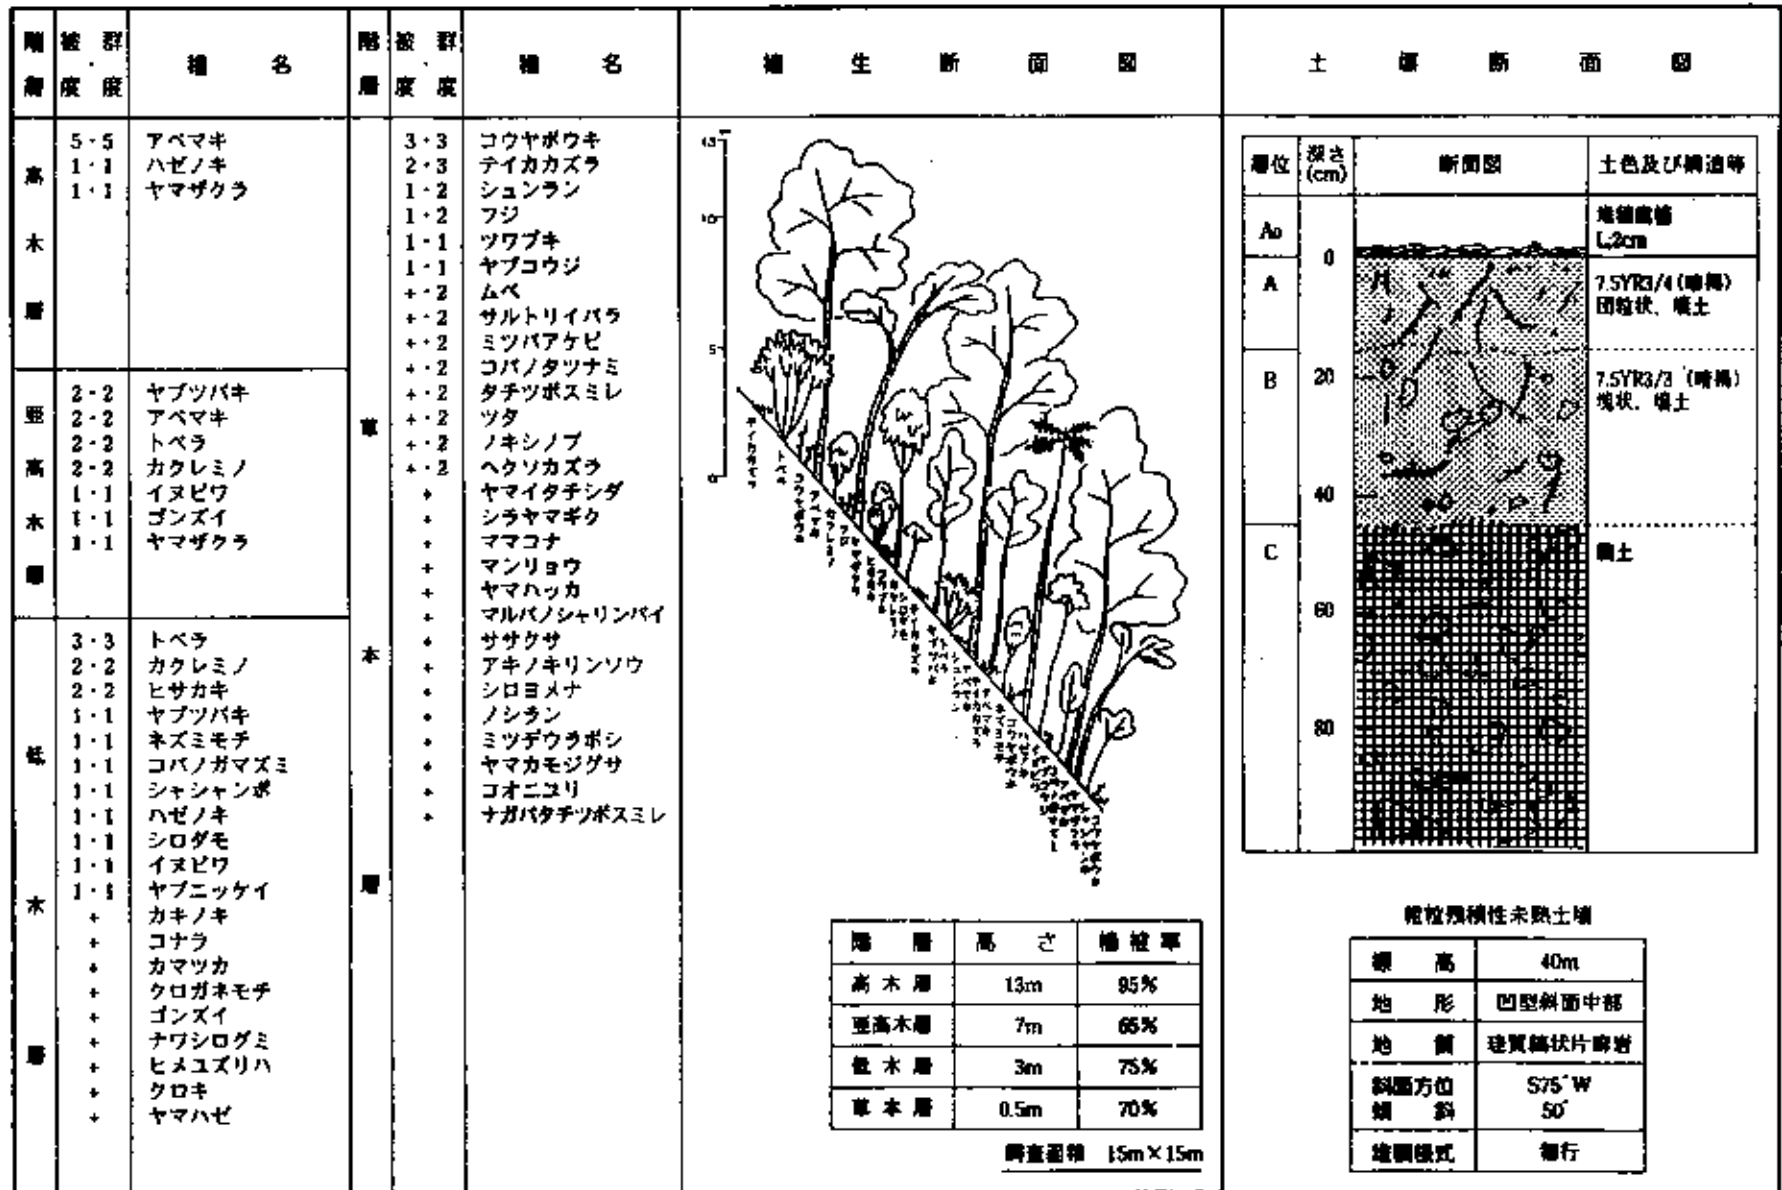 階層 被度・群度 種名
高木層
5・5 アベマキ
1・1 ハゼノキ
1・1 ヤマザクラ
亜高木層
2・2 ヤブツバキ
2・2 アベマキ
2・2 トベラ
2・2 カクレミノ
1・1 イヌビワ
1・1 ゴンズイ
1・1 ヤマザクラ
低木層
3・3 トベラ
2・2 カクレミノ
2・2 ヒサカキ
1・1 ヤブツバキ
1・1 ネズミモチ
1・1 コバノガマズミ
1・1 シャシャンボ
1・1 ハゼノキ
1・1 シロダモ
1・1 イヌビワ
1・1 ヤブニッケイ
+ カキノキ
+ コナラ
+ カマツカ
+ クロガネモチ
+ ゴンズイ
+ ナワシログミ
+ ヒメユズリハ
+ クロキ
+ ヤマハゼ
階層 被度・群度 種名
草本層
3・3 コウヤボウキ
2・3 テイカカズラ
1・2 シュンラン
1・2 フジ
1・1 ツワブキ
1・1 ヤブコウジ
+・2 ムベ
+・2 サルトリイバラ
+・2 ミツバアケビ
+・2 コバノタツナミ
+・2 タチツボスミレ
+・2 ツタ
+・2 ノキシノブ
+・2 ヘクソカズラ
+ ヤマイタチシダ
+ シラヤマギク
+ ママコナ
+ マンリョウ
+ ヤマハッカ
+ マルバノシャリンバイ
+ ササクサ
+ アキノキリンソウ
+ シロヨメナ
+ ノシラン
+ ミツデウラボシ
+ ヤマカモジグサ
+ コオニユリ
+ ナガバタチツボスミレ
植生断面図
13
10
5
0
階層 高さ 植被率
高木層 13m 95%
亜高木層 7m 65%
低木層 3m 75%
草本層 0.5m 70%
調査面積 15m×15m
土壌断面図
層位 深さ(cm) 断面図 土色及び構造等
A₀ 堆積腐植
L;2cm
0
A 7.5YR3/4(暗褐)
団粒状、壌土
B 20 7.5YR3/3(暗褐)
塊状、壌土
40
C
60
80
粗粒残積性未熟土壌
標高 40m
地形 凹型斜面中部
地質 珪質縞状片麻岩
斜面方位 S75°W
傾斜 50°
堆積様式 匍行